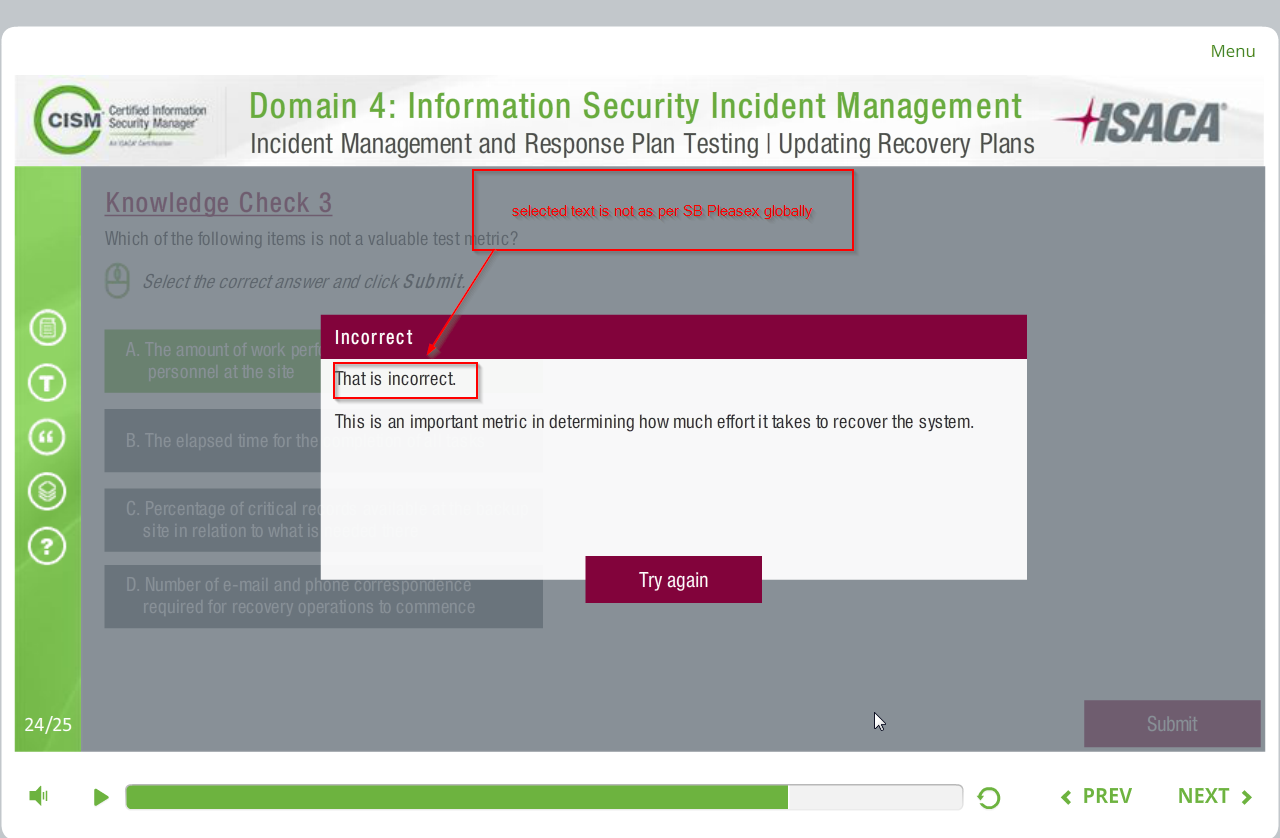 Menu
CISM
Certified Information
Security Manager
An ISACA Certification
Domain 4: Information Security Incident Management
Incident Management and Response Plan Testing | Updating Recovery Plans
ISACA
Knowledge Check 3
selected text is not as per SB Pleasex globally
Which of the following items is not a valuable test metric?
Select the correct answer and click Submit.
A. The amount of work
personnel at the site
B. The elapsed time for the
C. Percentage of critical
site in relation to what is
D. Number of e-mail and phone correspondence
required for recovery operations to commence
Incorrect
That is incorrect.
This is an important metric in determining how much effort it takes to recover the system.
Try again
T
“
?
24/25
Submit
PREV
NEXT